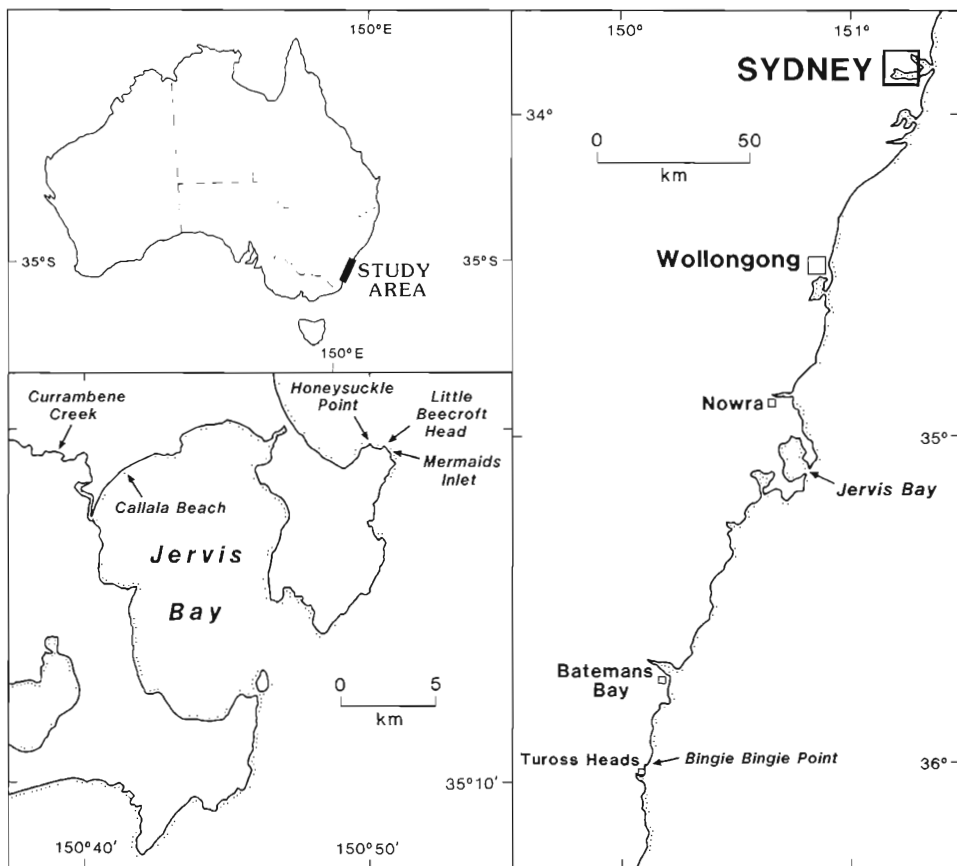 150°E
35°S
35°S
STUDY
AREA
150°E
150°
151°
SYDNEY
34°
0 50
km
Wollongong
Nowra
35°
Jervis Bay
Batemans
Bay
Tuross Heads
Bingie Bingie Point
36°
Currambene
Creek
Honeysuckle
Point
Little
Beecroft
Head
Mermaids
Inlet
Callala Beach
Jervis
Bay
0 5
km
35°10′
150°40′
150°50′